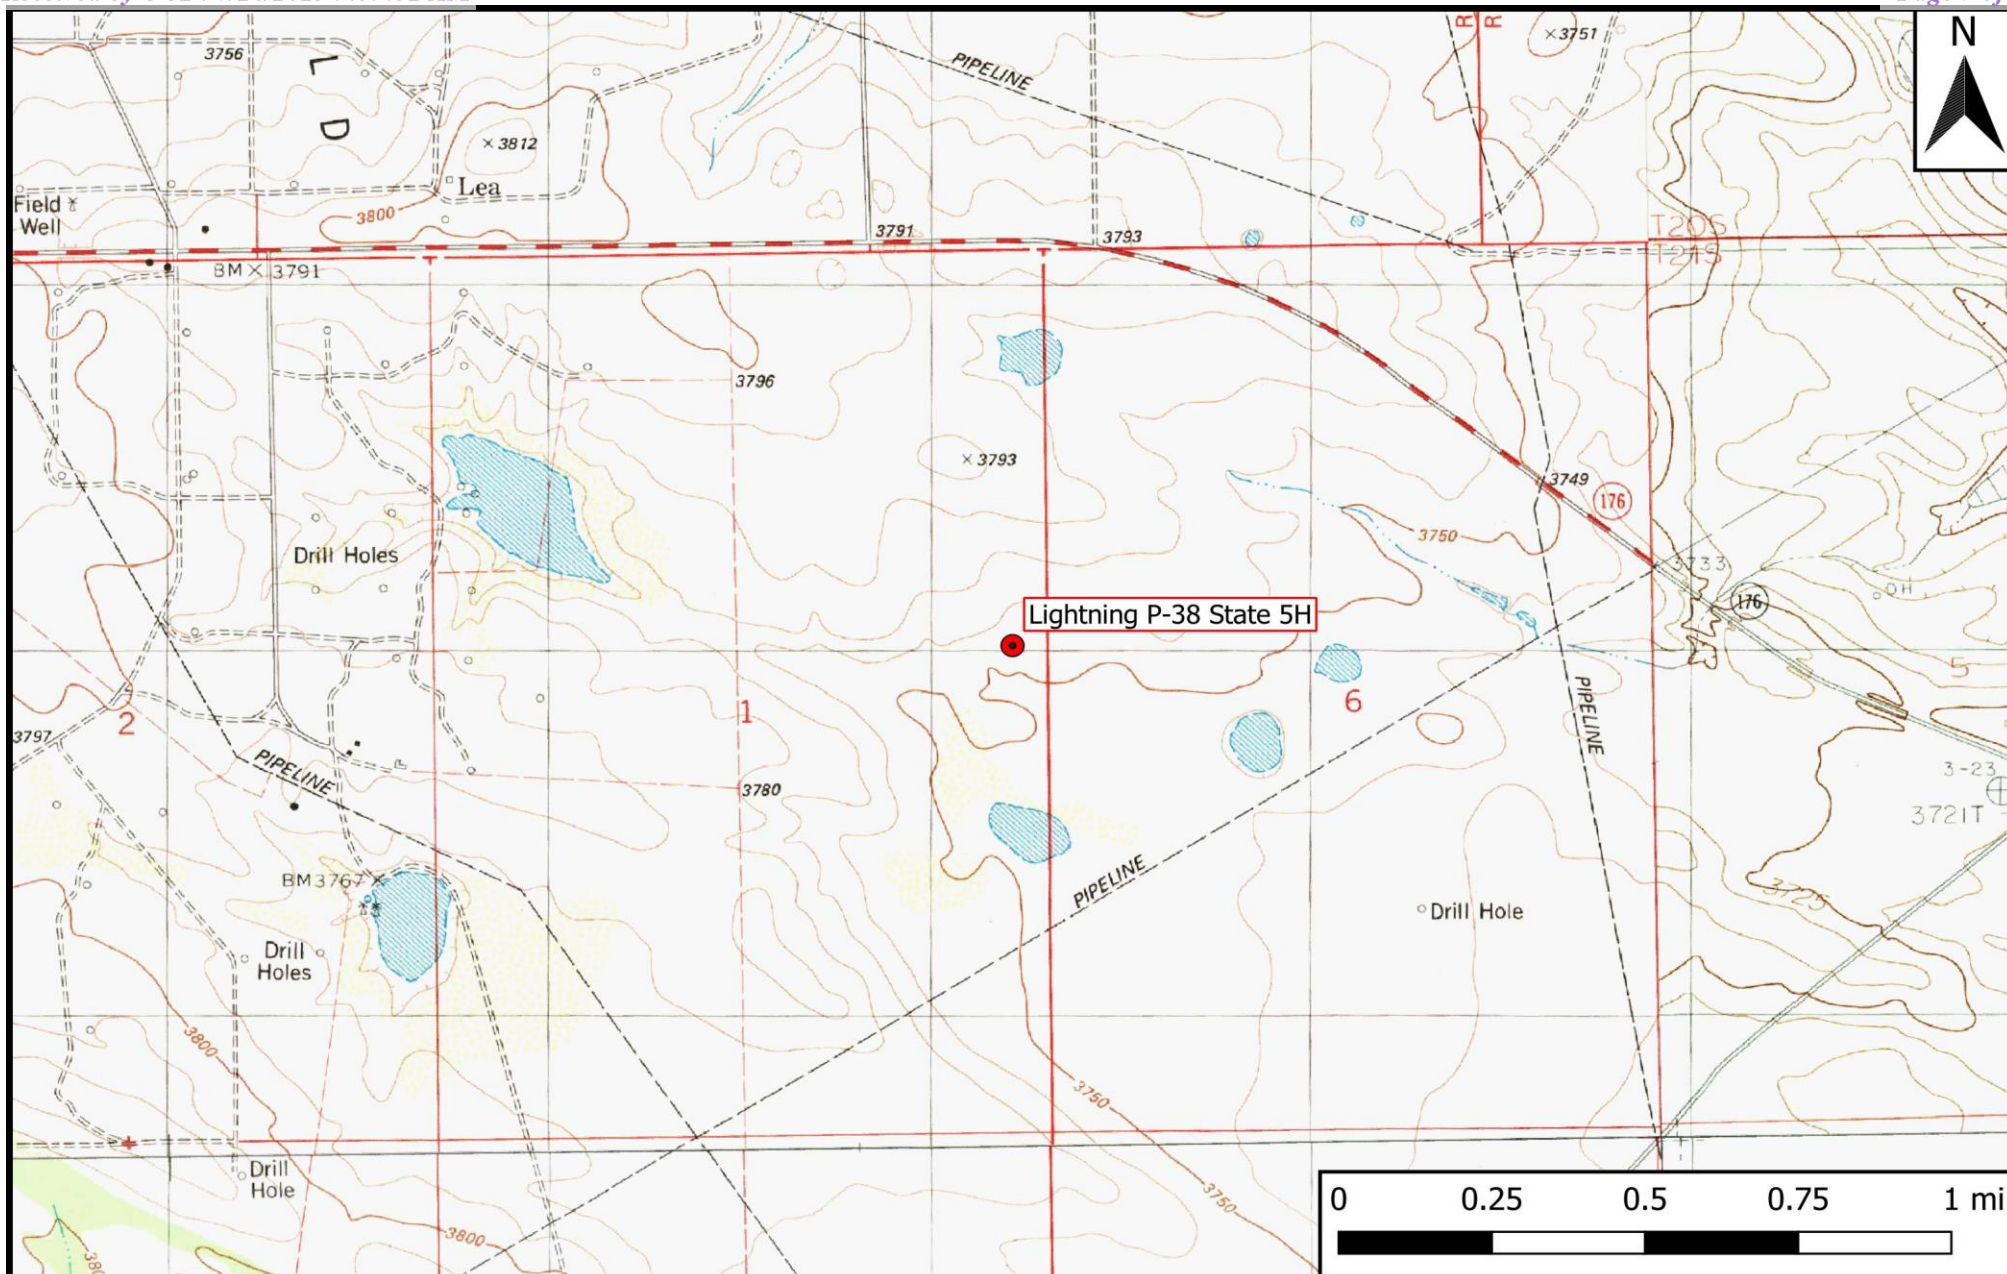 N
3756
L
D
PIPELINE
3751
R
R
3812
Lea
Field
Well
3800
3791
3793
T20S
T21S
BM 3791
3796
3793
3749
176
3750
Drill Holes
3733
176
DH
Lightning P-38 State 5H
5
2
1
6
3797
PIPELINE
PIPELINE
3780
3-23
3721T
BM3767
PIPELINE
3725
Drill Hole
Drill
Holes
3800
3750
Drill
Hole
3750
3800
0 0.25 0.5 0.75 1 mi